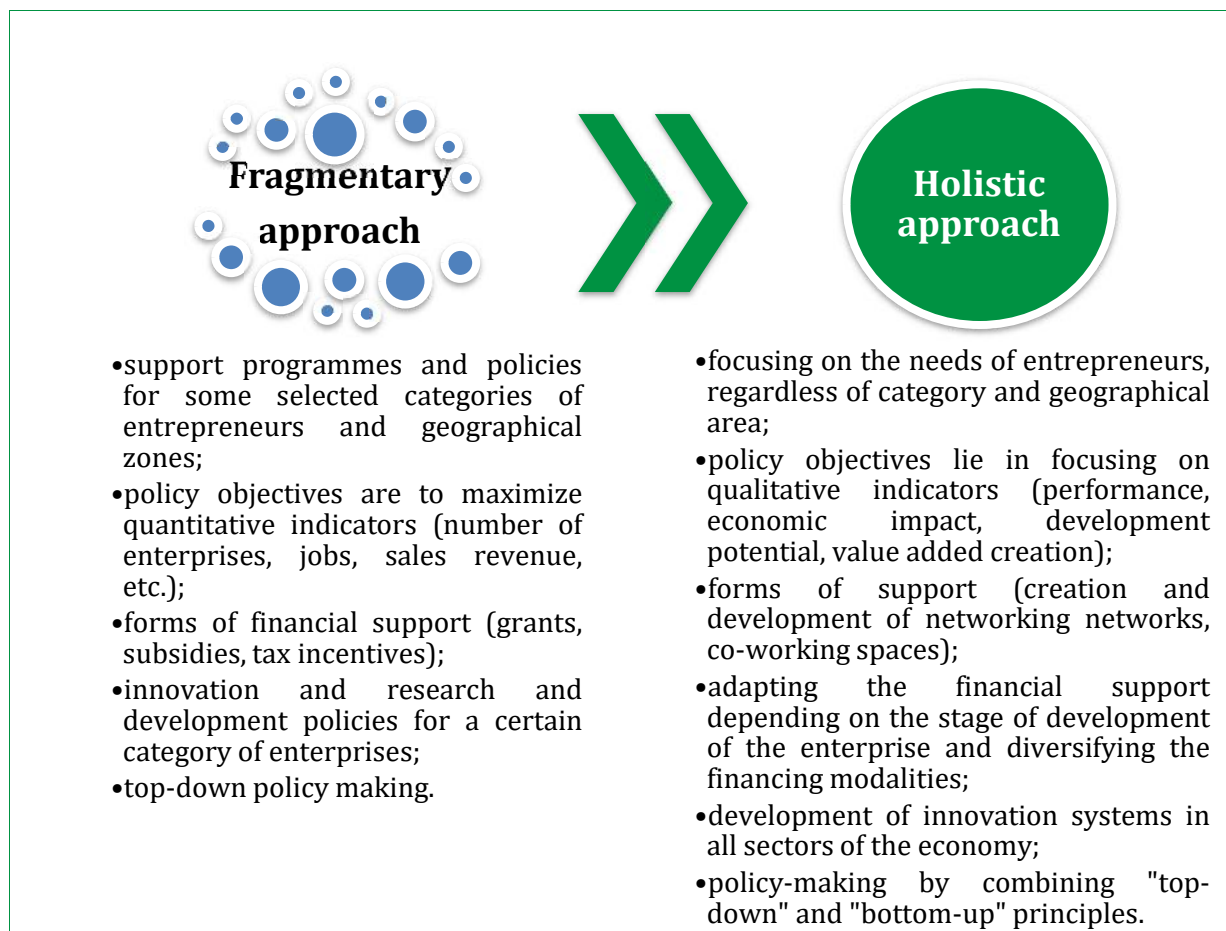 Fragmentary
approach
Holistic
approach
•support programmes and policies
for some selected categories of
entrepreneurs and geographical
zones;
•policy objectives are to maximize
quantitative indicators (number of
enterprises, jobs, sales revenue,
etc.);
•forms of financial support (grants,
subsidies, tax incentives);
•innovation and research and
development policies for a certain
category of enterprises;
•top-down policy making.
•focusing on the needs of entrepreneurs,
regardless of category and geographical
area;
•policy objectives lie in focusing on
qualitative indicators (performance,
economic impact, development
potential, value added creation);
•forms of support (creation and
development of networking networks,
co-working spaces);
•adapting the financial support
depending on the stage of development
of the enterprise and diversifying the
financing modalities;
•development of innovation systems in
all sectors of the economy;
•policy-making by combining "top-
down" and "bottom-up" principles.